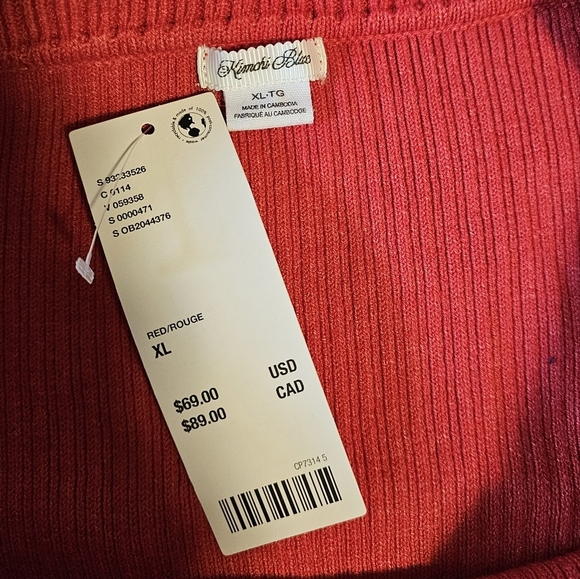 Kimchi Blue
XL-TG
MADE IN CAMBODIA
FABRIQUÉ AU CAMBODGE
C 0114
V 059358
S 0000471
S OB2044376
RED/ROUGE
XL
$69.00 USD
$89.00 CAD
CP7314 5